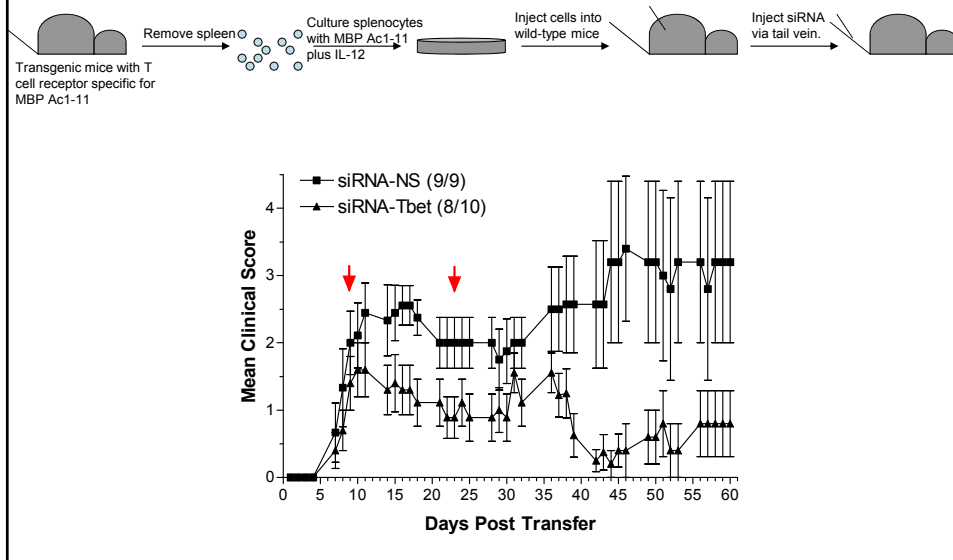 Transgenic mice with T
cell receptor specific for
MBP Ac1-11
Remove spleen
Culture splenocytes
with MBP Ac1-11
plus IL-12
Inject cells into
wild-type mice
Inject siRNA
via tail vein.
siRNA-NS (9/9)
siRNA-Tbet (8/10)
Mean Clinical Score
4
3
2
1
0
0 5 10 15 20 25 30 35 40 45 50 55 60
Days Post Transfer